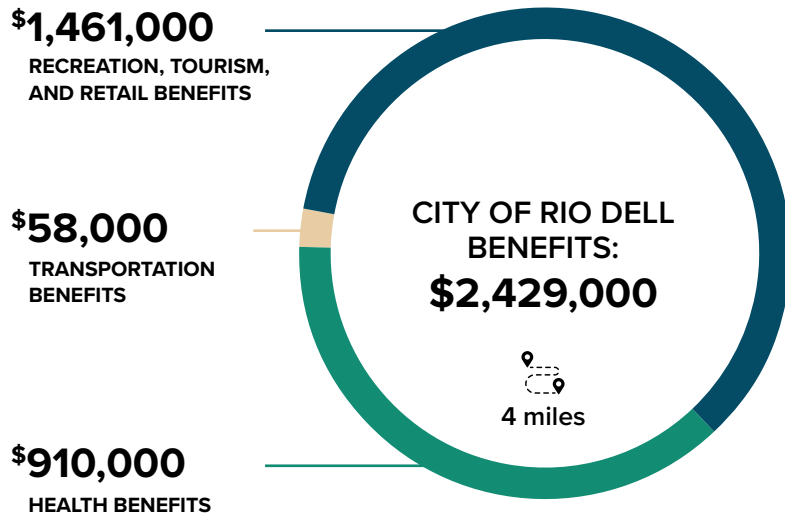 $1,461,000
RECREATION, TOURISM,
AND RETAIL BENEFITS
$58,000
TRANSPORTATION
BENEFITS
$910,000
HEALTH BENEFITS
CITY OF RIO DELL
BENEFITS:
$2,429,000
4 miles